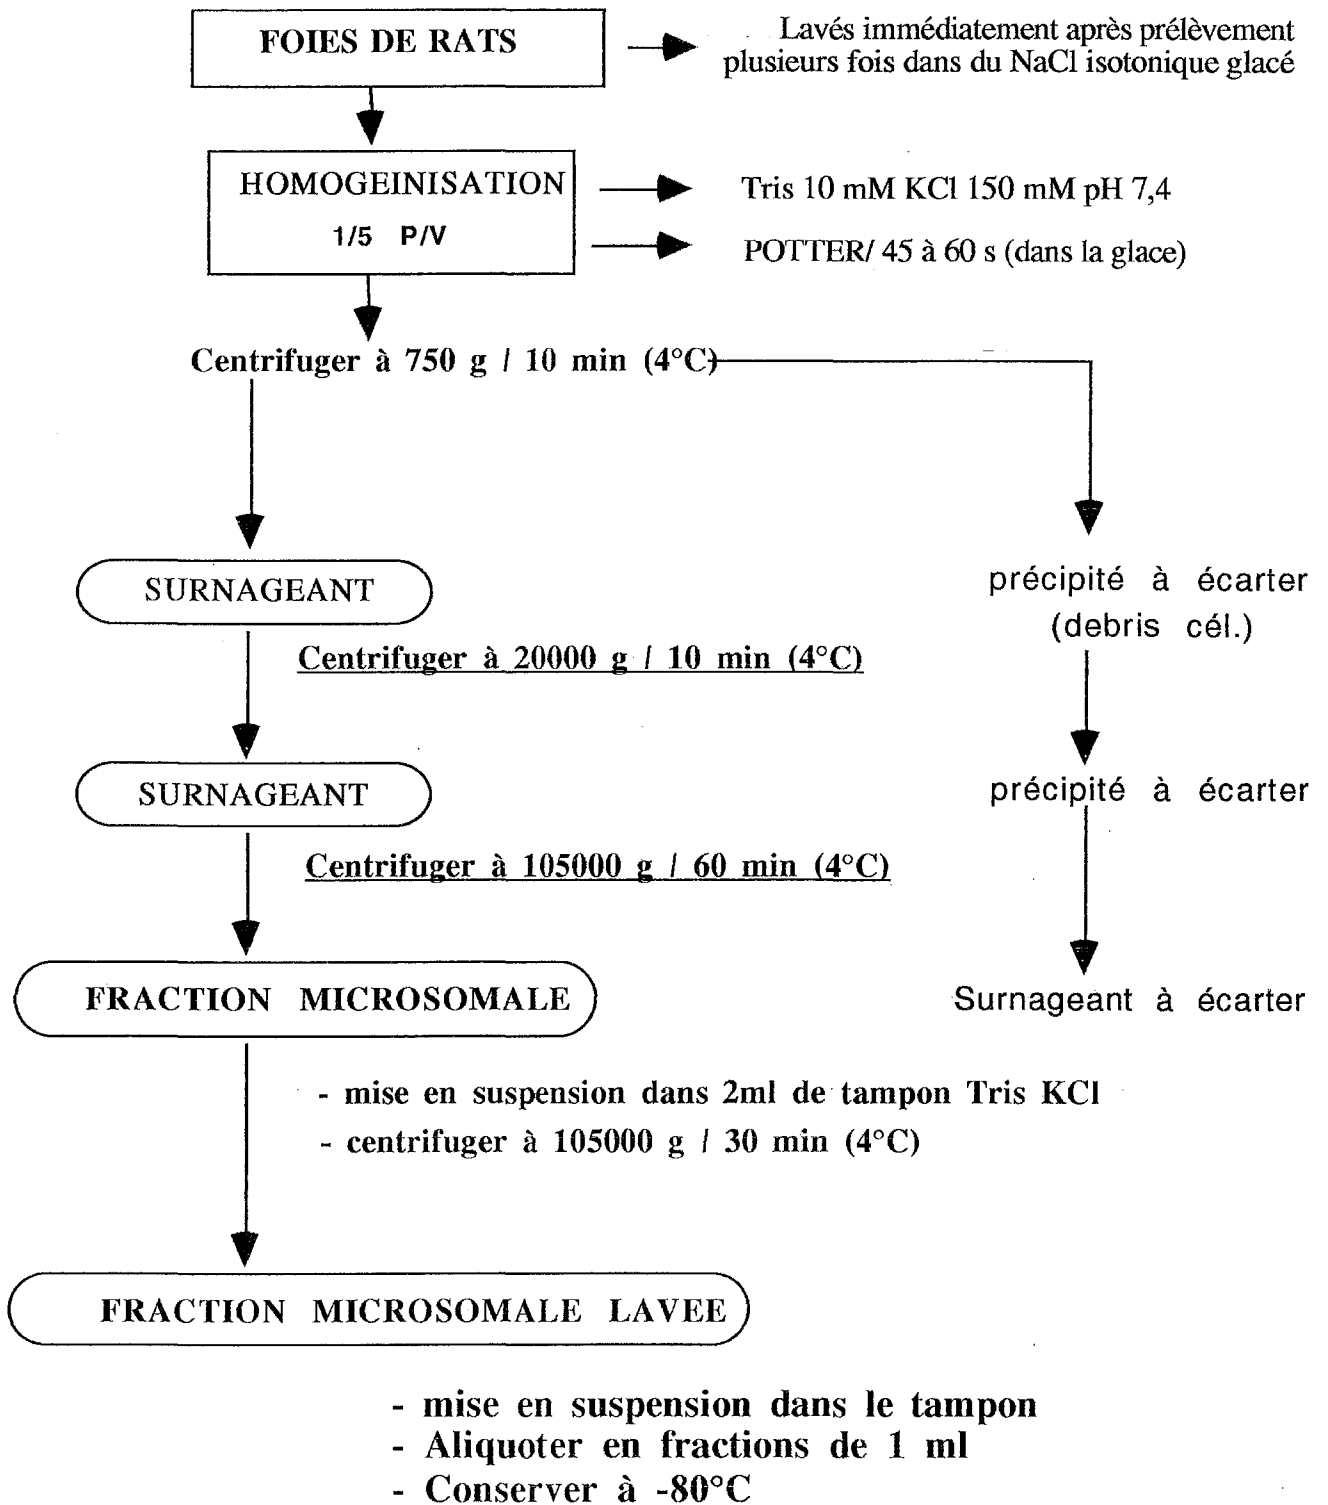 FOIES DE RATS
Lavés immédiatement après prélèvement
plusieurs fois dans du NaCl isotonique glacé
HOMOGEINISATION
1/5 P/V
Tris 10 mM KCl 150 mM pH 7,4
POTTER/ 45 à 60 s (dans la glace)
Centrifuger à 750 g / 10 min (4°C)
SURNAGEANT
précipité à écarter
(debris cél.)
Centrifuger à 20000 g / 10 min (4°C)
SURNAGEANT
précipité à écarter
Centrifuger à 105000 g / 60 min (4°C)
FRACTION MICROSOMALE
Surnageant à écarter
- mise en suspension dans 2ml de tampon Tris KCl
- centrifuger à 105000 g / 30 min (4°C)
FRACTION MICROSOMALE LAVEE
- mise en suspension dans le tampon
- Aliquoter en fractions de 1 ml
- Conserver à -80°C